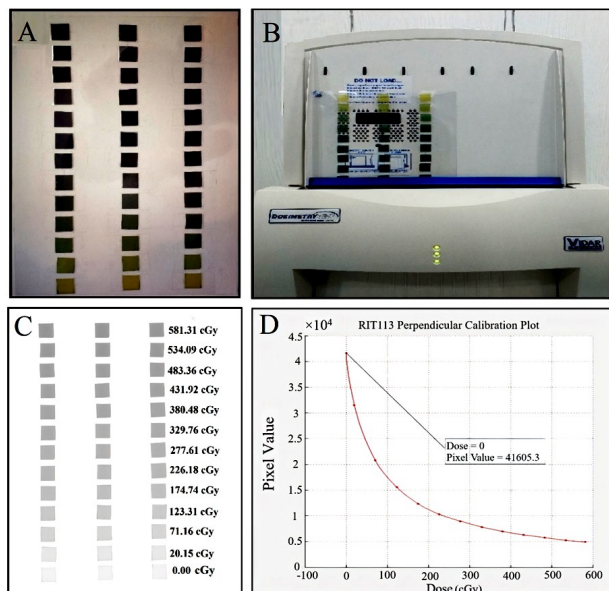 A
B
DO NOT LOAD...
DOSIMETRY PRO
VIDAR
C
581.31 cGy
534.09 cGy
483.36 cGy
431.92 cGy
380.48 cGy
329.76 cGy
277.61 cGy
226.18 cGy
174.74 cGy
123.31 cGy
71.16 cGy
20.15 cGy
0.00 cGy
D
×10⁴
RIT113 Perpendicular Calibration Plot
4.5
4
3.5
3
2.5
2
1.5
1
0.5
0
Pixel Value
Dose = 0
Pixel Value = 41605.3
-100 0 100 200 300 400 500 600
Dose (cGy)